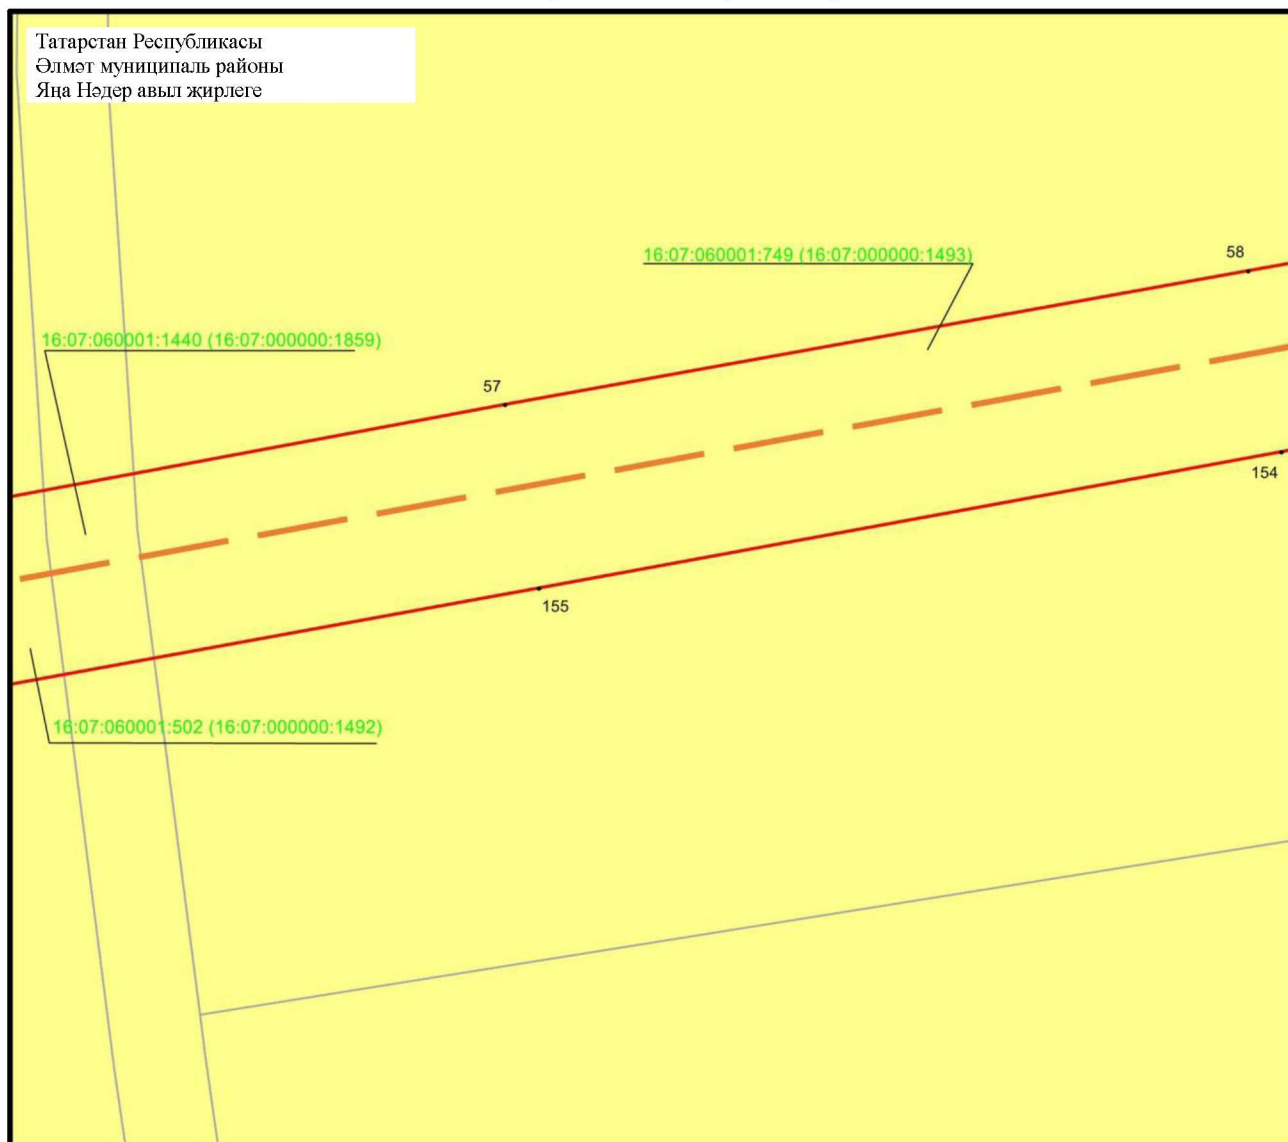 Татарстан Республикасы
Әлмәт муниципаль районы
Яңа Нәдер авыл җирлеге
16:07:060001:749 (16:07:000000:1493)
58
16:07:060001:1440 (16:07:000000:1859)
57
154
155
16:07:060001:502 (16:07:000000:1492)